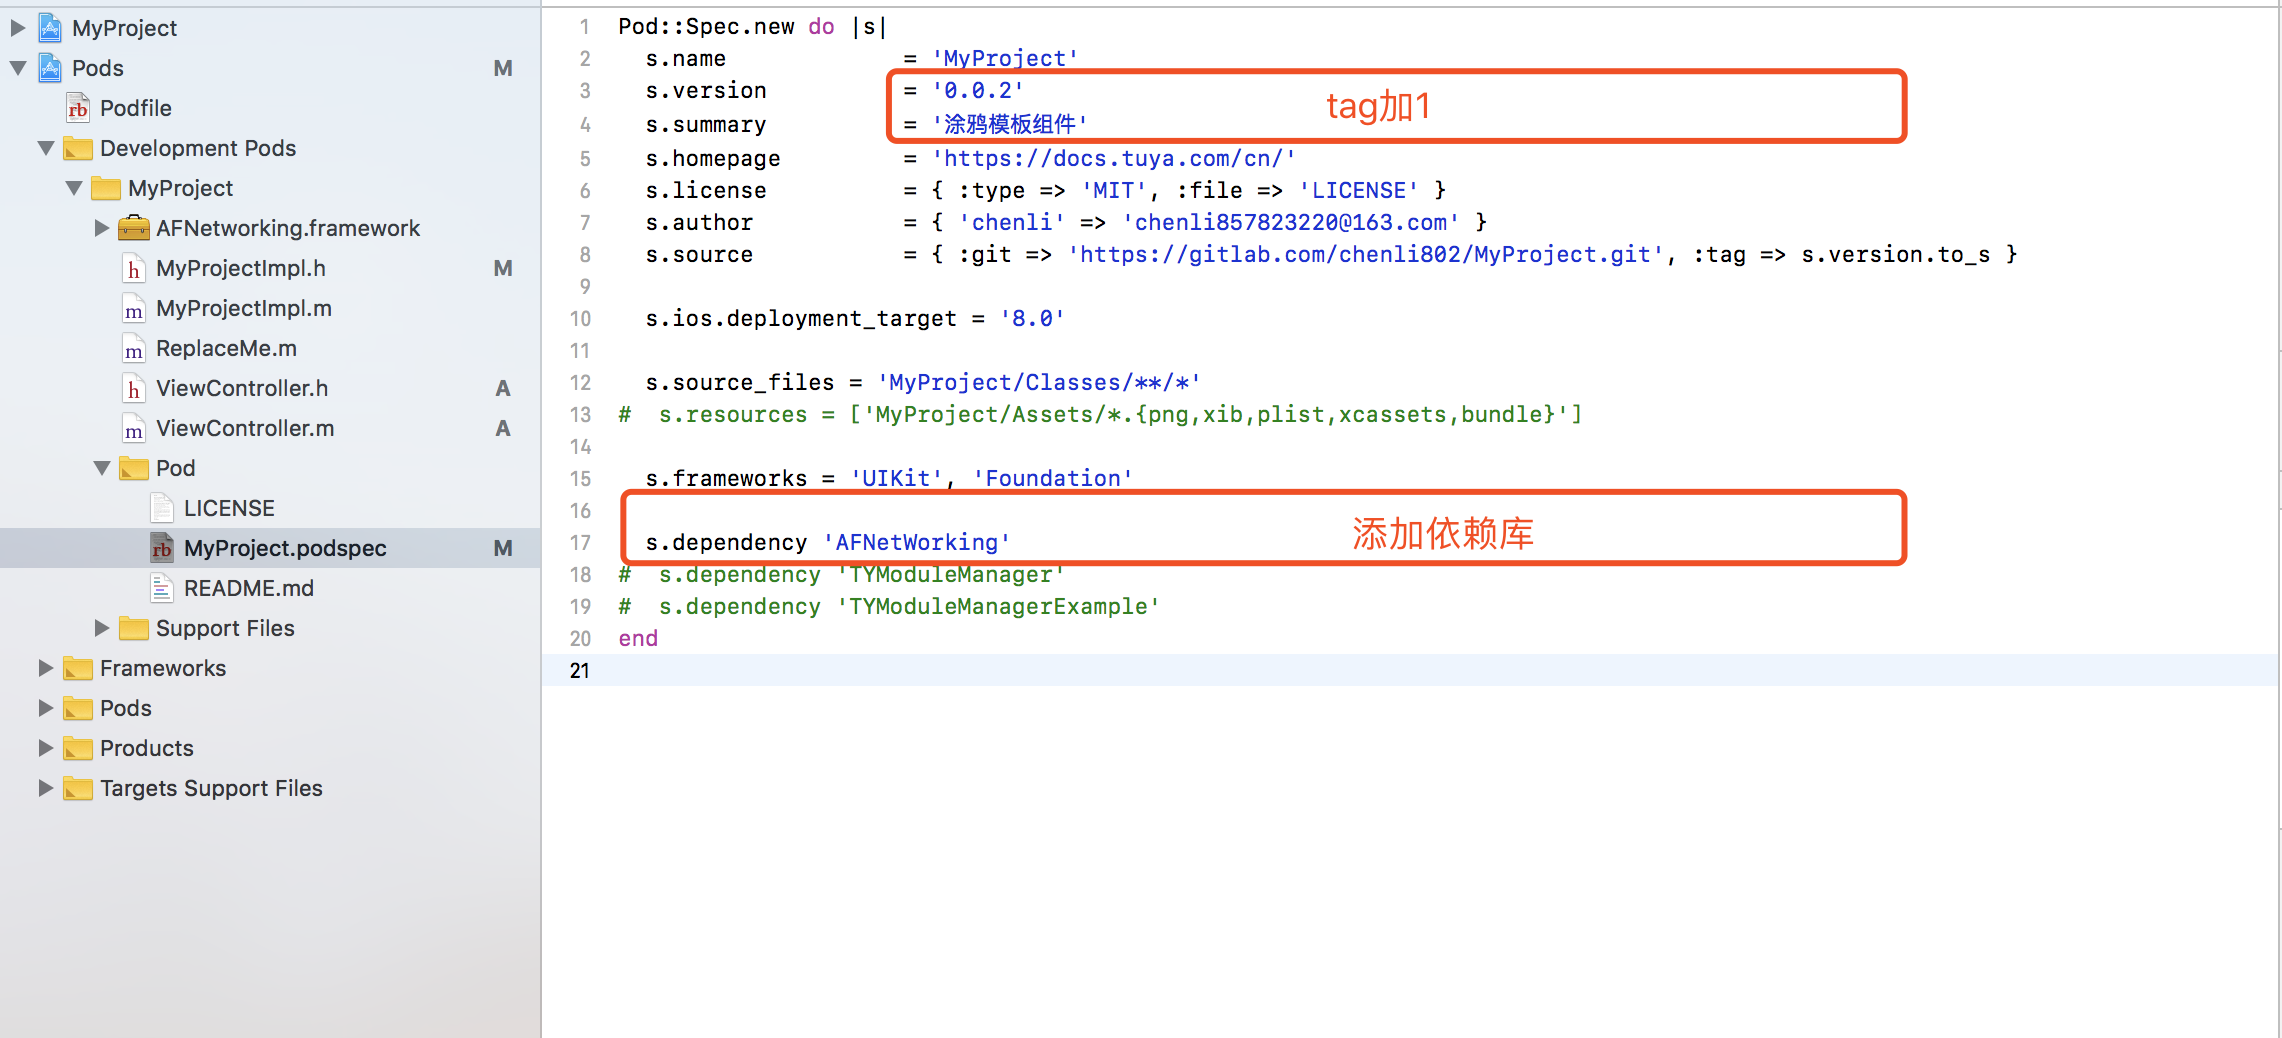 MyProject
Pods M
rb Podfile
Development Pods
MyProject
AFNetworking.framework
h MyProjectImpl.h M
m MyProjectImpl.m
m ReplaceMe.m
h ViewController.h A
m ViewController.m A
Pod
LICENSE
rb MyProject.podspec M
README.md
Support Files
Frameworks
Pods
Products
Targets Support Files
1 Pod::Spec.new do |s|
2 s.name = 'MyProject'
3 s.version = '0.0.2'
tag加1
4 s.summary = '涂鸦模板组件'
5 s.homepage = 'https://docs.tuya.com/cn/'
6 s.license = { :type => 'MIT', :file => 'LICENSE' }
7 s.author = { 'chenli' => 'chenli857823220@163.com' }
8 s.source = { :git => 'https://gitlab.com/chenli802/MyProject.git', :tag => s.version.to_s }
9
10 s.ios.deployment_target = '8.0'
11
12 s.source_files = 'MyProject/Classes/**/*'
13 # s.resources = ['MyProject/Assets/*.{png,xib,plist,xcassets,bundle}']
14
15 s.frameworks = 'UIKit', 'Foundation'
16
17 s.dependency 'AFNetWorking' 添加依赖库
18 # s.dependency 'TYModuleManager'
19 # s.dependency 'TYModuleManagerExample'
20 end
21